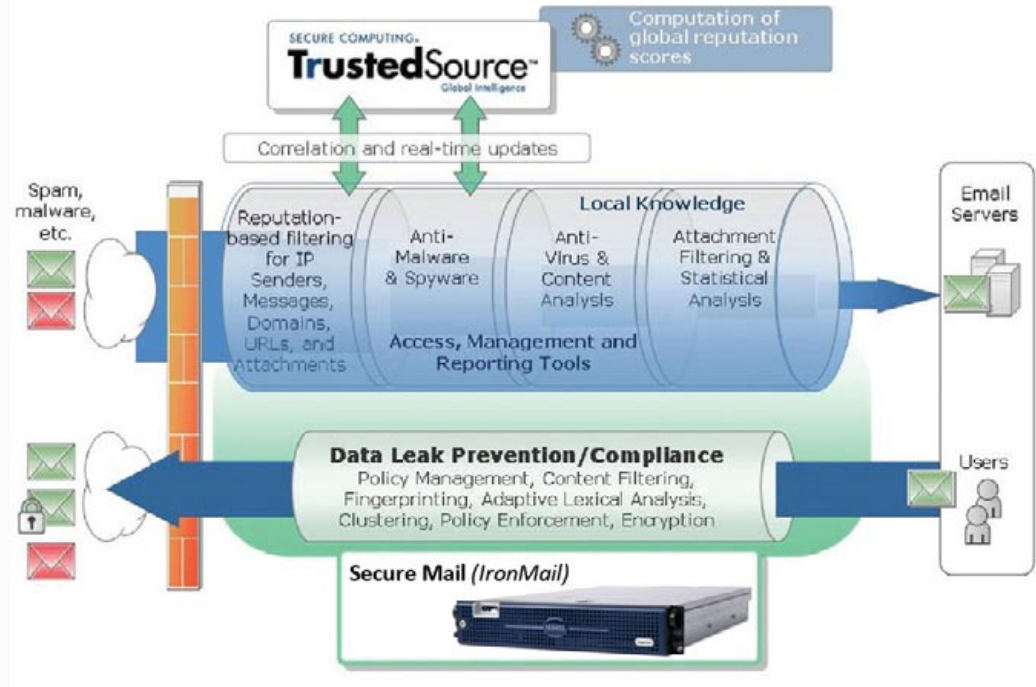 SECURE COMPUTING.
TrustedSource™
Global Intelligence
Computation of
global reputation
scores
Correlation and real-time updates
Spam,
malware,
etc.
Local Knowledge
Reputation-
based filtering
for IP
Senders,
Messages,
Domains,
URLs, and
Attachments
Anti-
Malware
& Spyware
Anti-
Virus &
Content
Analysis
Attachment
Filtering &
Statistical
Analysis
Access, Management and
Reporting Tools
Email
Servers
Data Leak Prevention/Compliance
Policy Management, Content Filtering,
Fingerprinting, Adaptive Lexical Analysis,
Clustering, Policy Enforcement, Encryption
Users
Secure Mail (IronMail)